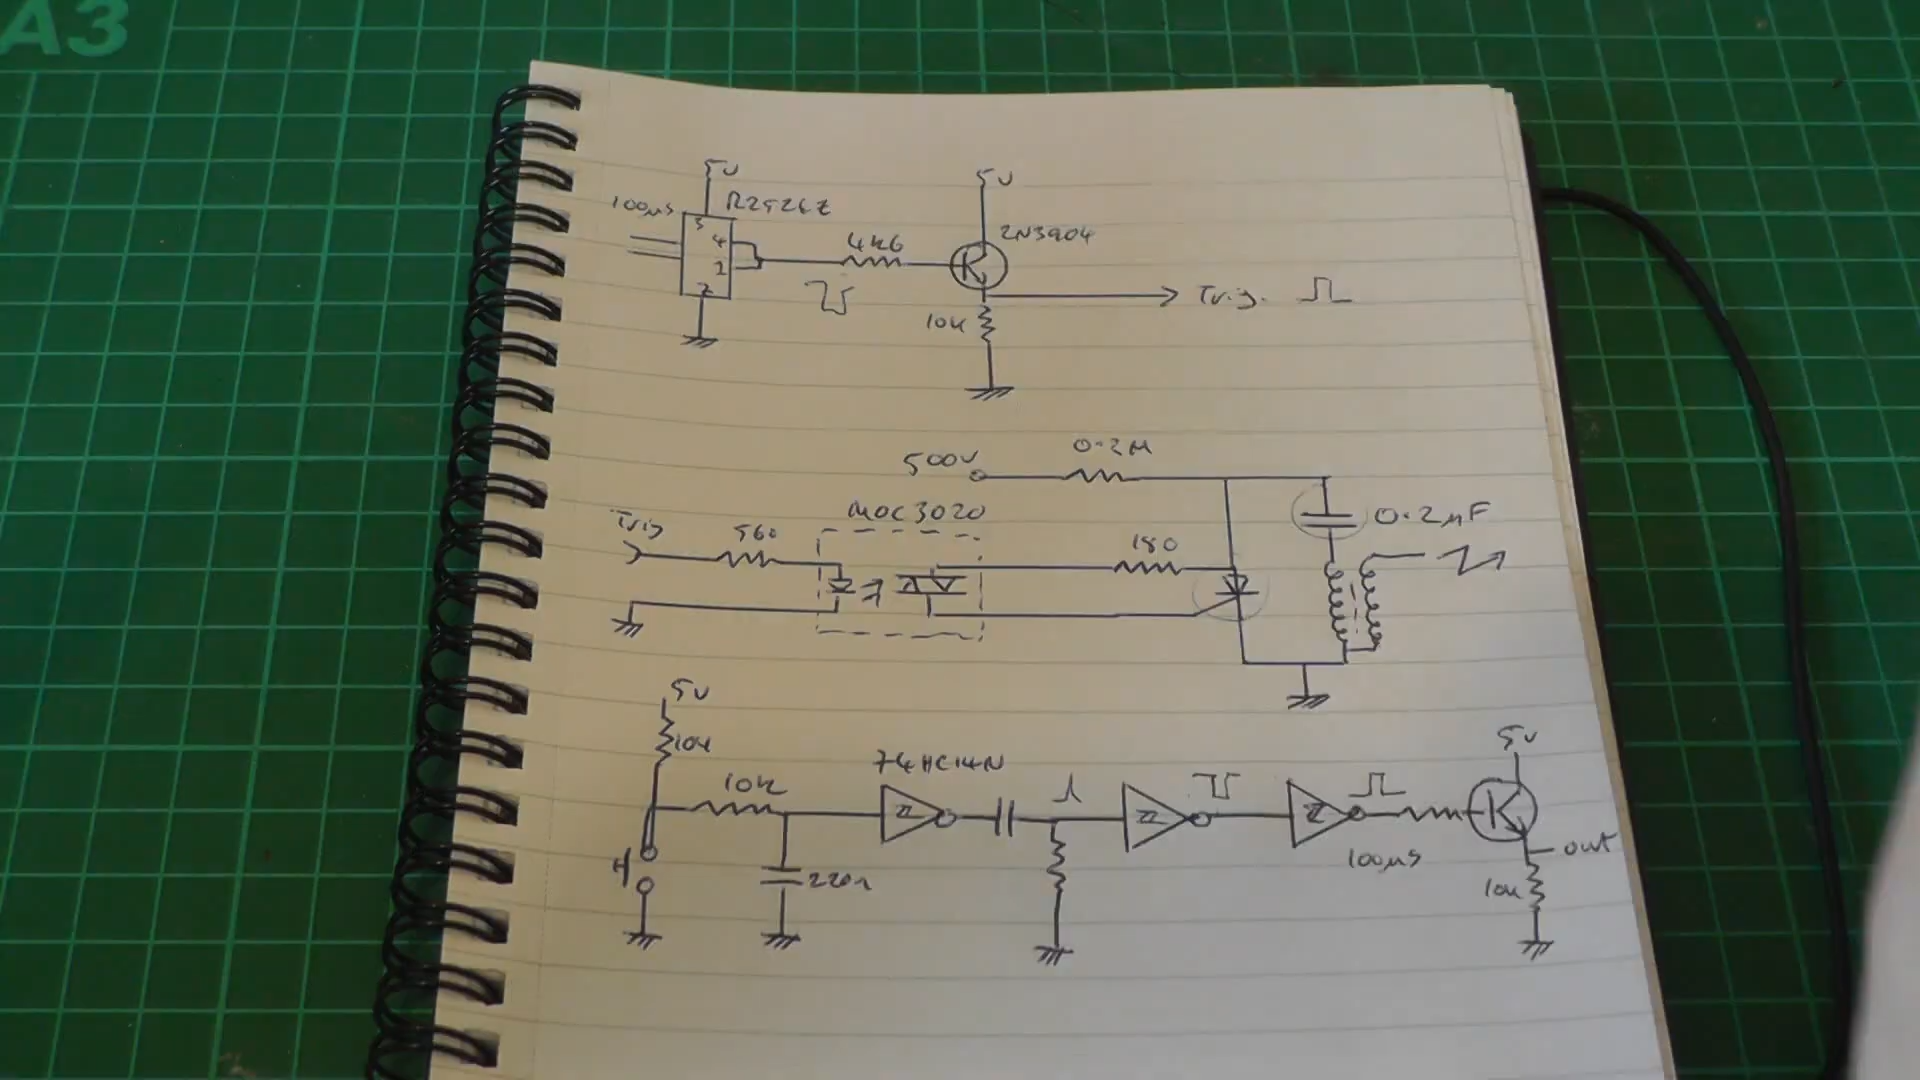 A3
5v
5v
100µs
R2526Z
3
4
1
2
4k6
2N3904
10k
Trig.
500v
0.2M
MOC3020
0.2µF
Trig
560
180
5v
10k
10k
74HC14N
5v
220n
100µs
out
10k